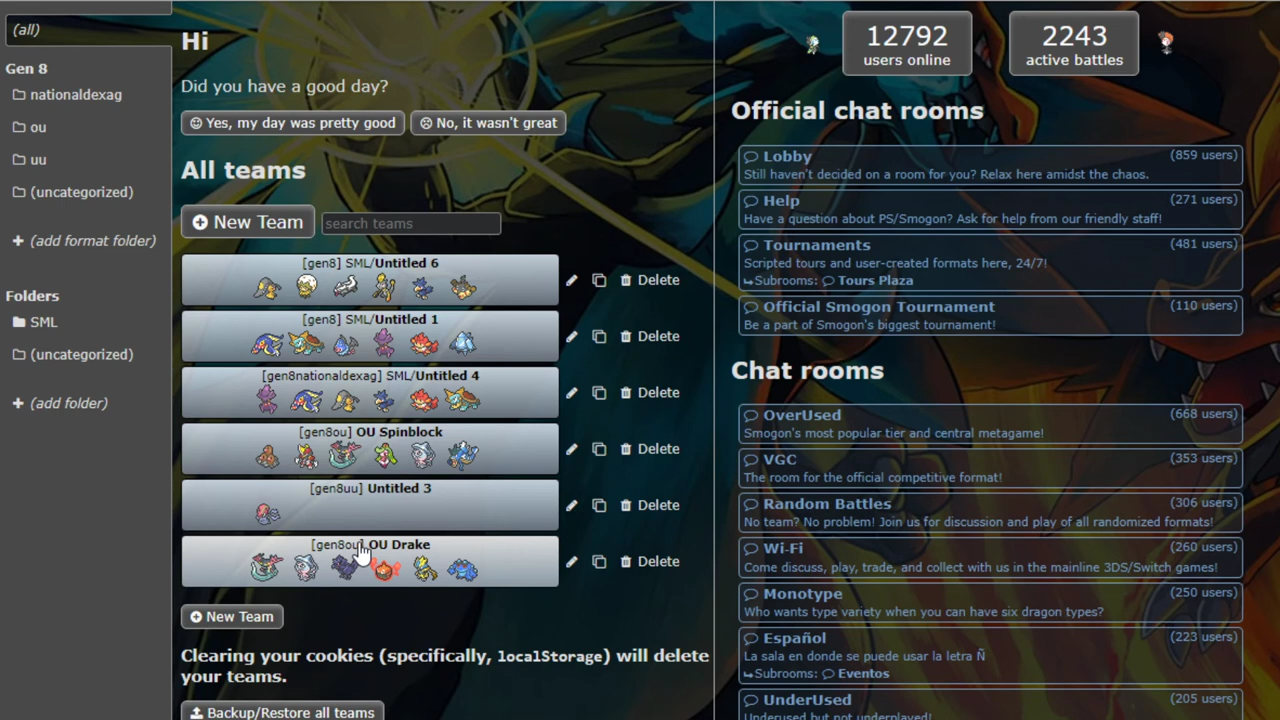 (all)
Gen 8
nationaldexag
ou
uu
(uncategorized)
(add format folder)
Folders
SML
(uncategorized)
(add folder)
Hi
Did you have a good day?
Yes, my day was pretty good
No, it wasn't great
All teams
New Team
search teams
[gen8] SML/Untitled 6
Delete
[gen8] SML/Untitled 1
Delete
[gen8nationaldexag] SML/Untitled 4
Delete
[gen8ou] OU Spinblock
Delete
[gen8uu] Untitled 3
Delete
[gen8ou] OU Drake
Delete
New Team
Clearing your cookies (specifically, localStorage) will delete
your teams.
Backup/Restore all teams
12792
users online
2243
active battles
Official chat rooms
Lobby (859 users)
Still haven't decided on a room for you? Relax here amidst the chaos.
Help (271 users)
Have a question about PS/Smogon? Ask for help from our friendly staff!
Tournaments (481 users)
Scripted tours and user-created formats here, 24/7!
Subrooms: Tours Plaza
Official Smogon Tournament (110 users)
Be a part of Smogon's biggest tournament!
Chat rooms
OverUsed (668 users)
Smogon's most popular tier and central metagame!
VGC (353 users)
The room for the official competitive format!
Random Battles (306 users)
No team? No problem! Join us for discussion and play of all randomized formats!
Wi-Fi (260 users)
Come discuss, play, trade, and collect with us in the mainline 3DS/Switch games!
Monotype (250 users)
Who wants type variety when you can have six dragon types?
Español (223 users)
La sala en donde se puede usar la letra Ñ
Subrooms: Eventos
UnderUsed (205 users)
Underused but not underplayed!